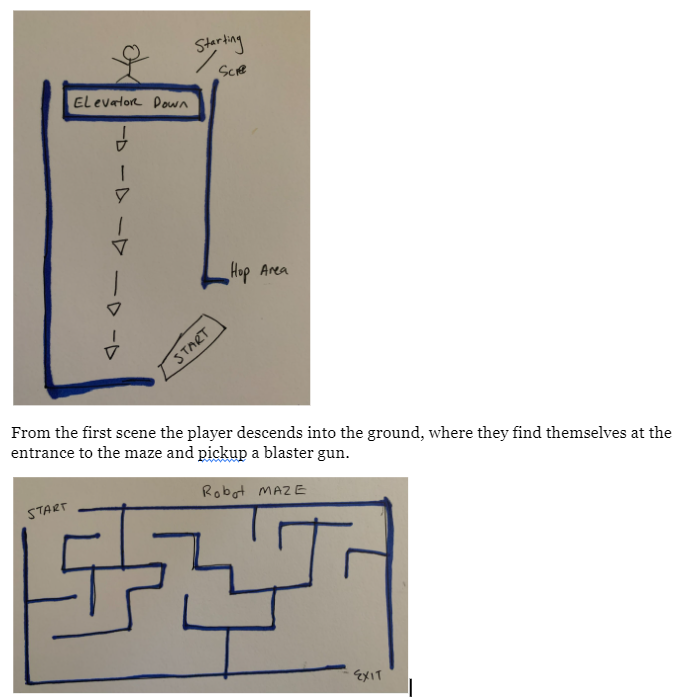 Starting
Scne
Elevator Down
Hop Area
START
From the first scene the player descends into the ground, where they find themselves at the
entrance to the maze and pickup a blaster gun.
Robot MAZE
START
EXIT